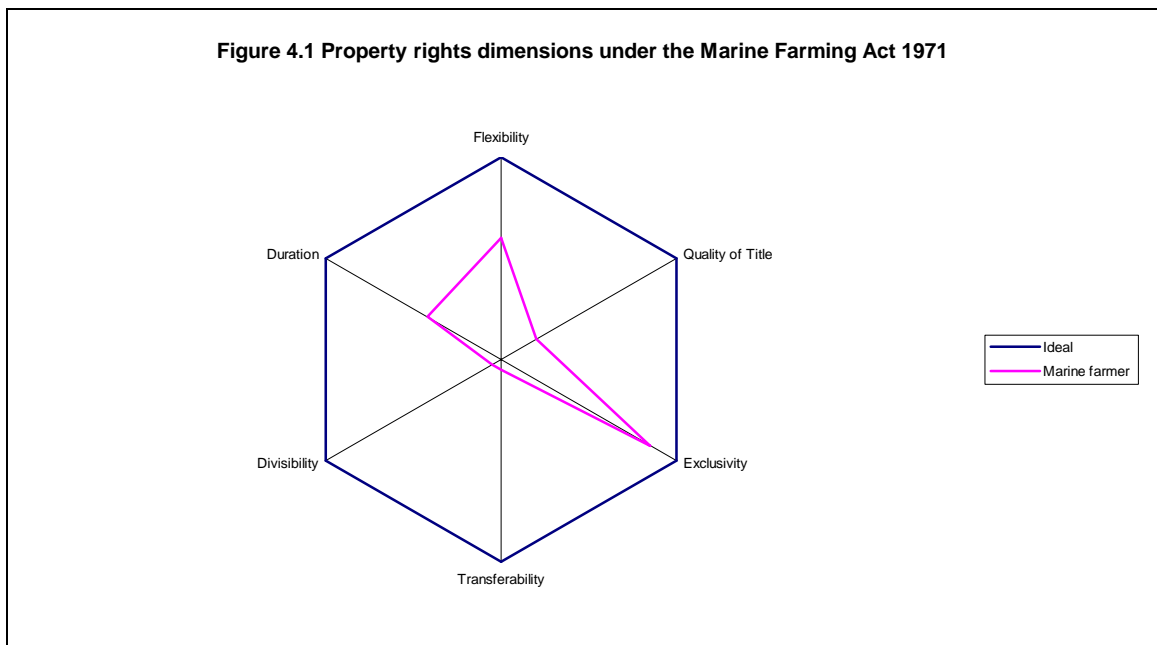 Figure 4.1 Property rights dimensions under the Marine Farming Act 1971
Flexibility
Duration
Quality of Title
Ideal
Marine farmer
Divisibility
Exclusivity
Transferability